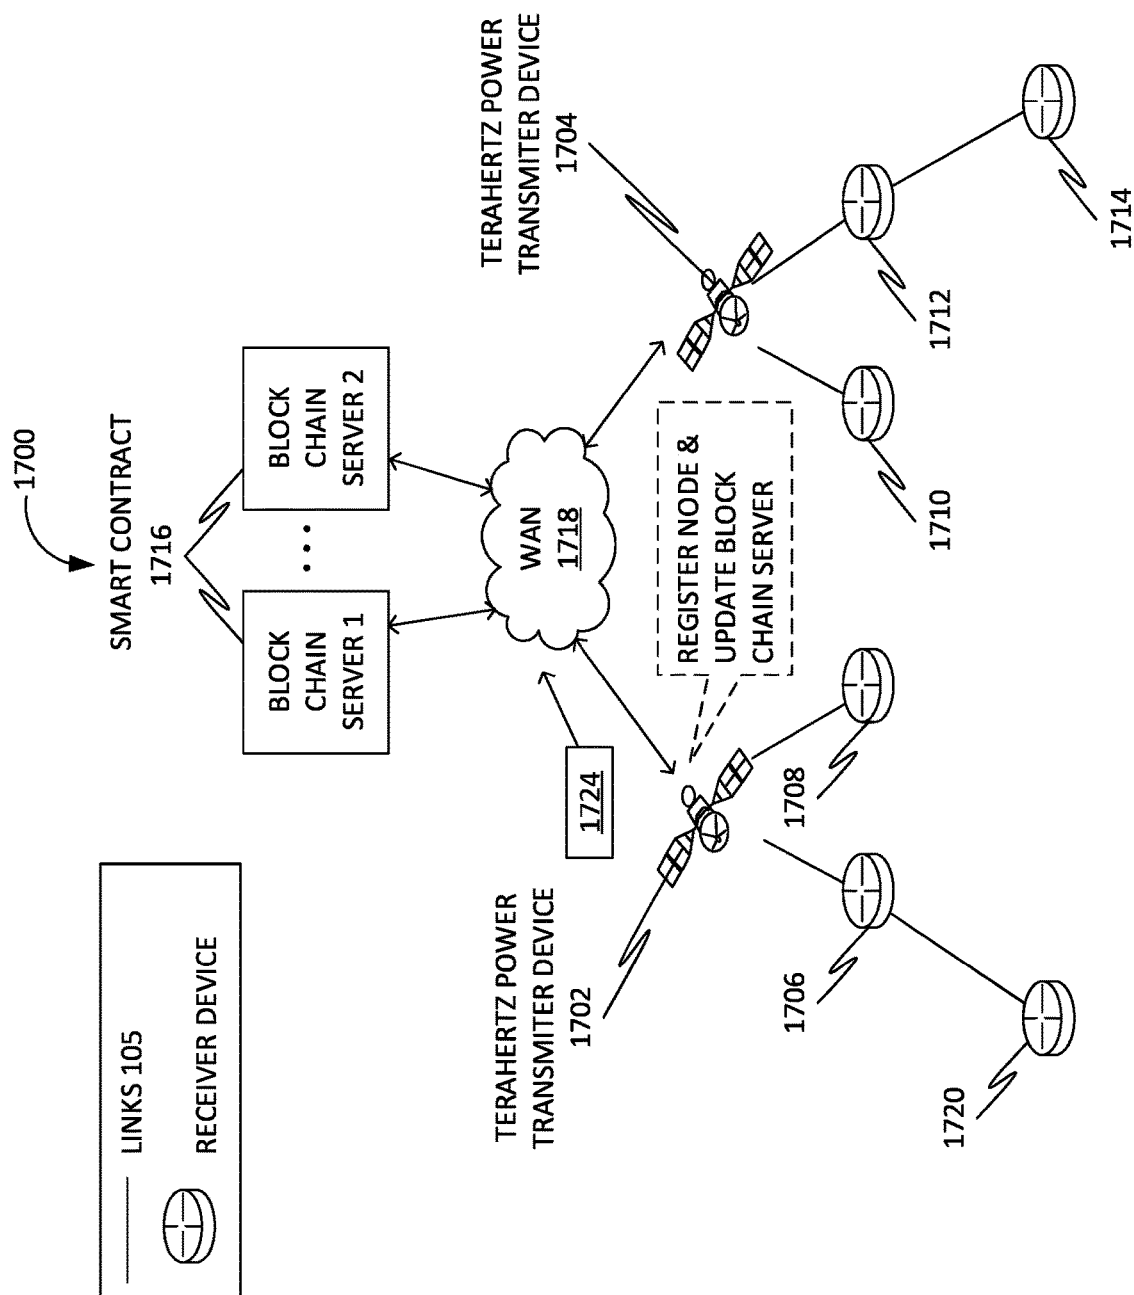 1700
SMART CONTRACT
1716
LINKS 105
RECEIVER DEVICE
BLOCK
CHAIN
SERVER 1
BLOCK
CHAIN
SERVER 2
WAN
1718
1724
TERAHERTZ POWER
TRANSMITER DEVICE
1702
TERAHERTZ POWER
TRANSMITER DEVICE
1704
REGISTER NODE &
UPDATE BLOCK
CHAIN SERVER
1706
1708
1710
1712
1720
1714